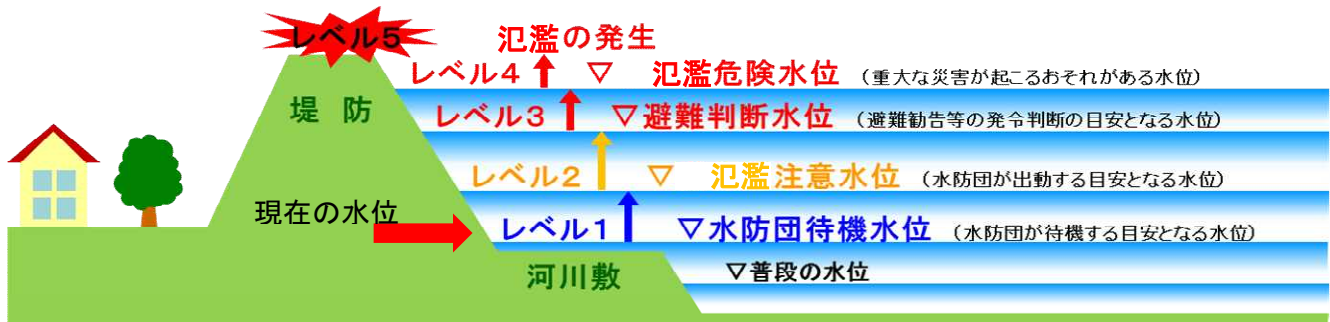 レベル5 氾濫の発生
レベル4 ▽ 氾濫危険水位 (重大な災害が起こるおそれがある水位)
堤防 レベル3 ▽避難判断水位 (避難勧告等の発令判断の目安となる水位)
レベル2 ▽ 氾濫注意水位 (水防団が出動する目安となる水位)
現在の水位 レベル1 ▽水防団待機水位 (水防団が待機する目安となる水位)
河川敷 ▽普段の水位